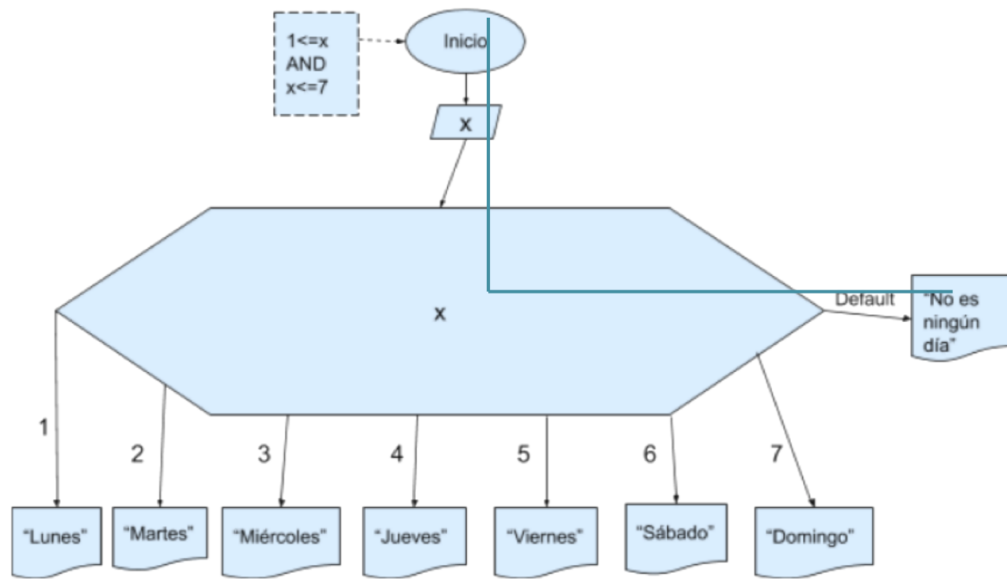 1<=x
AND
x<=7
Inicio
x
x
Default
“No es
ningún
día”
1
2
3
4
5
6
7
“Lunes”
“Martes”
“Miércoles”
“Jueves”
“Viernes”
“Sábado”
“Domingo”